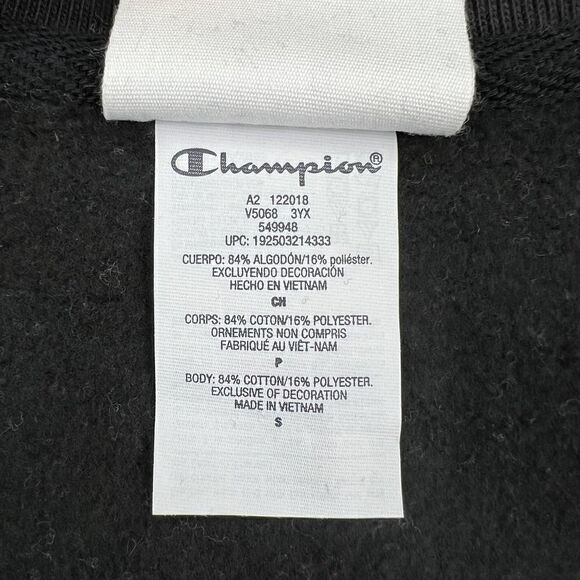 Champion®
A2 122018
V5068 3YX
549948
UPC: 192503214333
CUERPO: 84% ALGODÓN/16% poliéster.
EXCLUYENDO DECORACIÓN
HECHO EN VIETNAM
CH
CORPS: 84% COTON/16% POLYESTER.
ORNEMENTS NON COMPRIS
FABRIQUÉ AU VIÊT-NAM
P
BODY: 84% COTTON/16% POLYESTER.
EXCLUSIVE OF DECORATION
MADE IN VIETNAM
S